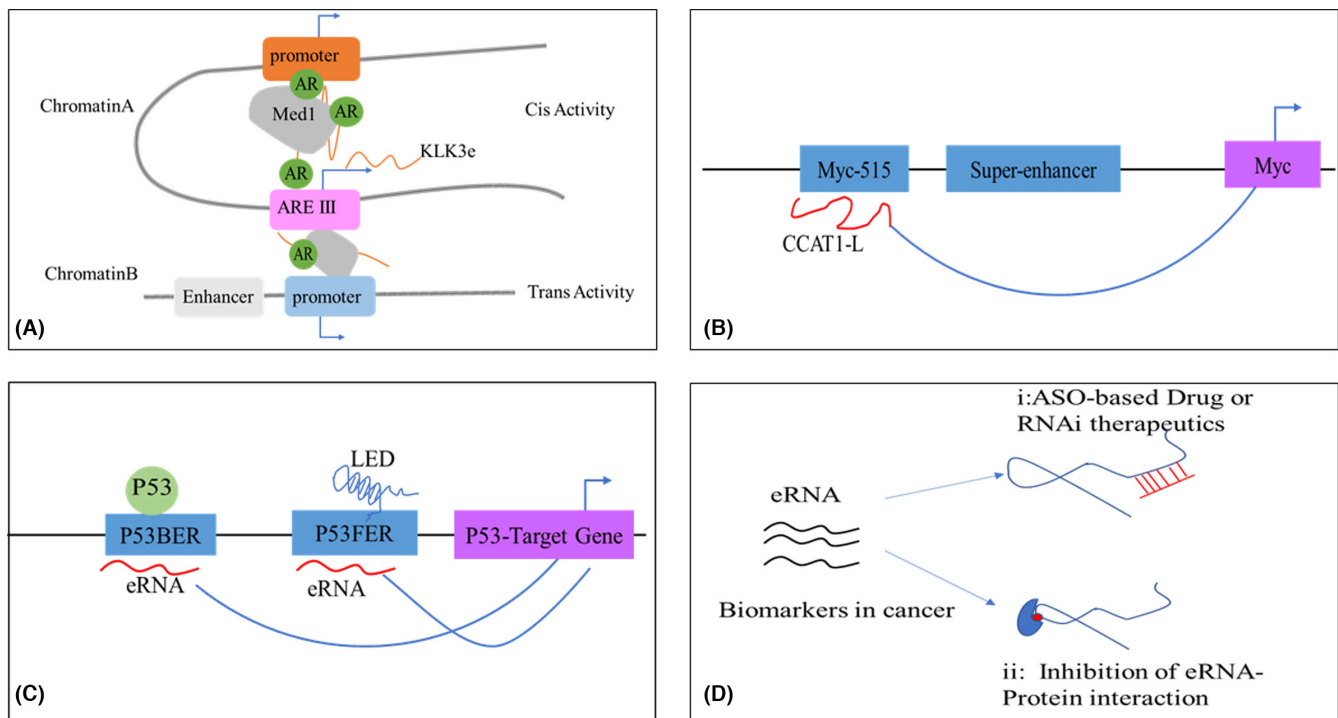 promoter
AR
Med1
AR
ChromatinA
Cis Activity
KLK3e
AR
ARE III
AR
ChromatinB
Enhancer
promoter
Trans Activity
(A)
Myc-515
Super-enhancer
Myc
CCAT1-L
(B)
LED
P53
P53BER
P53FER
P53-Target Gene
eRNA
eRNA
(C)
i:ASO-based Drug or
RNAi therapeutics
eRNA
Biomarkers in cancer
ii: Inhibition of eRNA-
Protein interaction
(D)